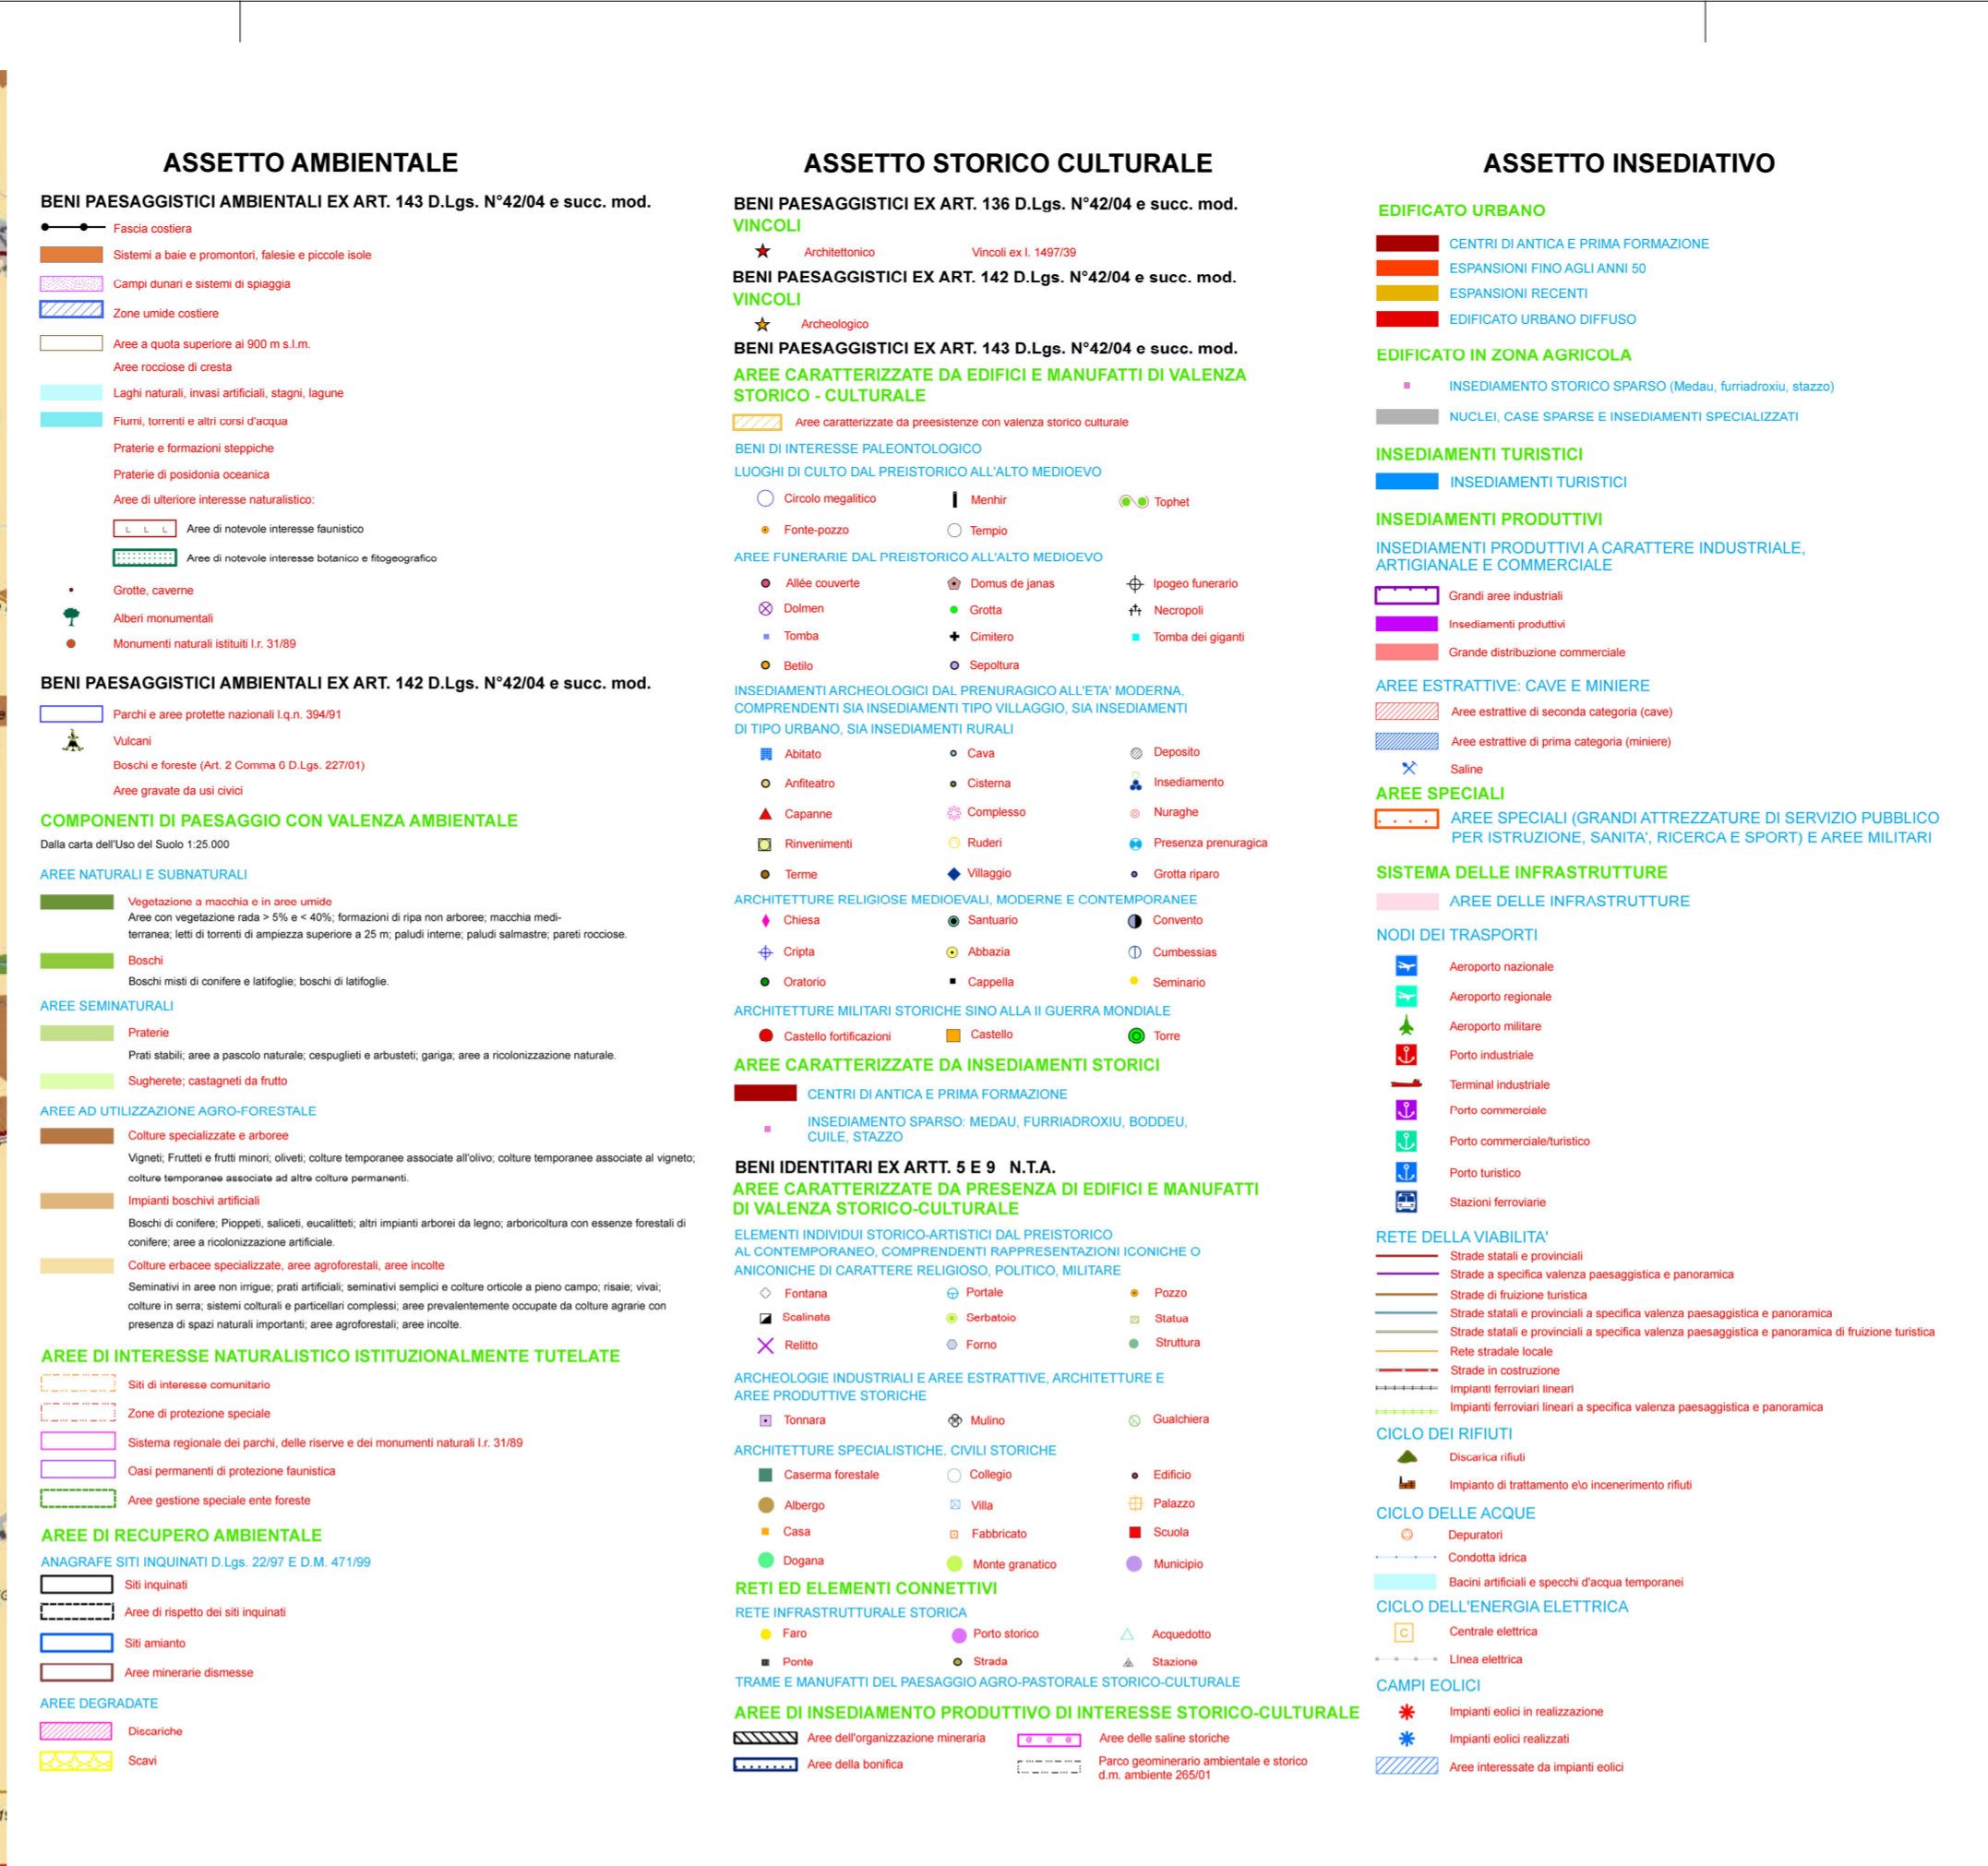 ASSETTO AMBIENTALE
BENI PAESAGGISTICI AMBIENTALI EX ART. 143 D.Lgs. N°42/04 e succ. mod.
Fascia costiera
Sistemi a baie e promontori, falesie e piccole isole
Campi dunari e sistemi di spiaggia
Zone umide costiere
Aree a quota superiore ai 900 m s.l.m.
Aree rocciose di cresta
Laghi naturali, invasi artificiali, stagni, lagune
Fiumi, torrenti e altri corsi d'acqua
Praterie e formazioni steppiche
Praterie di posidonia oceanica
Aree di ulteriore interesse naturalistico:
L L L Aree di notevole interesse faunistico
Aree di notevole interesse botanico e fitogeografico
Grotte, caverne
Alberi monumentali
Monumenti naturali istituiti l.r. 31/89
BENI PAESAGGISTICI AMBIENTALI EX ART. 142 D.Lgs. N°42/04 e succ. mod.
Parchi e aree protette nazionali l.q.n. 394/91
Vulcani
Boschi e foreste (Art. 2 Comma 6 D.Lgs. 227/01)
Aree gravate da usi civici
COMPONENTI DI PAESAGGIO CON VALENZA AMBIENTALE
Dalla carta dell'Uso del Suolo 1:25.000
AREE NATURALI E SUBNATURALI
Vegetazione a macchia e in aree umide
Aree con vegetazione rada > 5% e < 40%; formazioni di ripa non arboree; macchia medi-
terranea; letti di torrenti di ampiezza superiore a 25 m; paludi interne; paludi salmastre; pareti rocciose.
Boschi
Boschi misti di conifere e latifoglie; boschi di latifoglie.
AREE SEMINATURALI
Praterie
Prati stabili; aree a pascolo naturale; cespuglieti e arbusteti; gariga; aree a ricolonizzazione naturale.
Sugherete; castagneti da frutto
AREE AD UTILIZZAZIONE AGRO-FORESTALE
Colture specializzate e arboree
Vigneti; Frutteti e frutti minori; oliveti; colture temporanee associate all'olivo; colture temporanee associate al vigneto;
colture temporanee associate ad altre colture permanenti.
Impianti boschivi artificiali
Boschi di conifere; Pioppeti, saliceti, eucalitteti; altri impianti arborei da legno; arboricoltura con essenze forestali di
conifere; aree a ricolonizzazione artificiale.
Colture erbacee specializzate, aree agroforestali, aree incolte
Seminativi in aree non irrigue; prati artificiali; seminativi semplici e colture orticole a pieno campo; risaie; vivai;
colture in serra; sistemi colturali e particellari complessi; aree prevalentemente occupate da colture agrarie con
presenza di spazi naturali importanti; aree agroforestali; aree incolte.
AREE DI INTERESSE NATURALISTICO ISTITUZIONALMENTE TUTELATE
Siti di interesse comunitario
Zone di protezione speciale
Sistema regionale dei parchi, delle riserve e dei monumenti naturali l.r. 31/89
Oasi permanenti di protezione faunistica
Aree gestione speciale ente foreste
AREE DI RECUPERO AMBIENTALE
ANAGRAFE SITI INQUINATI D.Lgs. 22/97 E D.M. 471/99
Siti inquinati
Aree di rispetto dei siti inquinati
Siti amianto
Aree minerarie dismesse
AREE DEGRADATE
Discariche
Scavi
ASSETTO STORICO CULTURALE
BENI PAESAGGISTICI EX ART. 136 D.Lgs. N°42/04 e succ. mod.
VINCOLI
Architettonico Vincoli ex l. 1497/39
BENI PAESAGGISTICI EX ART. 142 D.Lgs. N°42/04 e succ. mod.
VINCOLI
Archeologico
BENI PAESAGGISTICI EX ART. 143 D.Lgs. N°42/04 e succ. mod.
AREE CARATTERIZZATE DA EDIFICI E MANUFATTI DI VALENZA
STORICO - CULTURALE
Aree caratterizzate da preesistenze con valenza storico culturale
BENI DI INTERESSE PALEONTOLOGICO
LUOGHI DI CULTO DAL PREISTORICO ALL'ALTO MEDIOEVO
Circolo megalitico Menhir Tophet
Fonte-pozzo Tempio
AREE FUNERARIE DAL PREISTORICO ALL'ALTO MEDIOEVO
Allée couverte Domus de janas Ipogeo funerario
Dolmen Grotta Necropoli
Tomba Cimitero Tomba dei giganti
Betilo Sepoltura
INSEDIAMENTI ARCHEOLOGICI DAL PRENURAGICO ALL'ETA' MODERNA,
COMPRENDENTI SIA INSEDIAMENTI TIPO VILLAGGIO, SIA INSEDIAMENTI
DI TIPO URBANO, SIA INSEDIAMENTI RURALI
Abitato Cava Deposito
Anfiteatro Cisterna Insediamento
Capanne Complesso Nuraghe
Rinvenimenti Ruderi Presenza prenuragica
Terme Villaggio Grotta riparo
ARCHITETTURE RELIGIOSE MEDIOEVALI, MODERNE E CONTEMPORANEE
Chiesa Santuario Convento
Cripta Abbazia Cumbessias
Oratorio Cappella Seminario
ARCHITETTURE MILITARI STORICHE SINO ALLA II GUERRA MONDIALE
Castello fortificazioni Castello Torre
AREE CARATTERIZZATE DA INSEDIAMENTI STORICI
CENTRI DI ANTICA E PRIMA FORMAZIONE
INSEDIAMENTO SPARSO: MEDAU, FURRIADROXIU, BODDEU,
CUILE, STAZZO
BENI IDENTITARI EX ARTT. 5 E 9 N.T.A.
AREE CARATTERIZZATE DA PRESENZA DI EDIFICI E MANUFATTI
DI VALENZA STORICO-CULTURALE
ELEMENTI INDIVIDUI STORICO-ARTISTICI DAL PREISTORICO
AL CONTEMPORANEO, COMPRENDENTI RAPPRESENTAZIONI ICONICHE O
ANICONICHE DI CARATTERE RELIGIOSO, POLITICO, MILITARE
Fontana Portale Pozzo
Scalinata Serbatoio Statua
Relitto Forno Struttura
ARCHEOLOGIE INDUSTRIALI E AREE ESTRATTIVE, ARCHITETTURE E
AREE PRODUTTIVE STORICHE
Tonnara Mulino Gualchiera
ARCHITETTURE SPECIALISTICHE, CIVILI STORICHE
Caserma forestale Collegio Edificio
Albergo Villa Palazzo
Casa Fabbricato Scuola
Dogana Monte granatico Municipio
RETI ED ELEMENTI CONNETTIVI
RETE INFRASTRUTTURALE STORICA
Faro Porto storico Acquedotto
Ponte Strada Stazione
TRAME E MANUFATTI DEL PAESAGGIO AGRO-PASTORALE STORICO-CULTURALE
AREE DI INSEDIAMENTO PRODUTTIVO DI INTERESSE STORICO-CULTURALE
Aree dell'organizzazione mineraria Aree delle saline storiche
Aree della bonifica Parco geominerario ambientale e storico
d.m. ambiente 265/01
ASSETTO INSEDIATIVO
EDIFICATO URBANO
CENTRI DI ANTICA E PRIMA FORMAZIONE
ESPANSIONI FINO AGLI ANNI 50
ESPANSIONI RECENTI
EDIFICATO URBANO DIFFUSO
EDIFICATO IN ZONA AGRICOLA
INSEDIAMENTO STORICO SPARSO (Medau, furriadroxiu, stazzo)
NUCLEI, CASE SPARSE E INSEDIAMENTI SPECIALIZZATI
INSEDIAMENTI TURISTICI
INSEDIAMENTI TURISTICI
INSEDIAMENTI PRODUTTIVI
INSEDIAMENTI PRODUTTIVI A CARATTERE INDUSTRIALE,
ARTIGIANALE E COMMERCIALE
Grandi aree industriali
Insediamenti produttivi
Grande distribuzione commerciale
AREE ESTRATTIVE: CAVE E MINIERE
Aree estrattive di seconda categoria (cave)
Aree estrattive di prima categoria (miniere)
Saline
AREE SPECIALI
AREE SPECIALI (GRANDI ATTREZZATURE DI SERVIZIO PUBBLICO
PER ISTRUZIONE, SANITA', RICERCA E SPORT) E AREE MILITARI
SISTEMA DELLE INFRASTRUTTURE
AREE DELLE INFRASTRUTTURE
NODI DEI TRASPORTI
Aeroporto nazionale
Aeroporto regionale
Aeroporto militare
Porto industriale
Terminal industriale
Porto commerciale
Porto commerciale/turistico
Porto turistico
Stazioni ferroviarie
RETE DELLA VIABILITA'
Strade statali e provinciali
Strade a specifica valenza paesaggistica e panoramica
Strade di fruizione turistica
Strade statali e provinciali a specifica valenza paesaggistica e panoramica
Strade statali e provinciali a specifica valenza paesaggistica e panoramica di fruizione turistica
Rete stradale locale
Strade in costruzione
Impianti ferroviari lineari
Impianti ferroviari lineari a specifica valenza paesaggistica e panoramica
CICLO DEI RIFIUTI
Discarica rifiuti
Impianto di trattamento e\o incenerimento rifiuti
CICLO DELLE ACQUE
Depuratori
Condotta idrica
Bacini artificiali e specchi d'acqua temporanei
CICLO DELL'ENERGIA ELETTRICA
C Centrale elettrica
LInea elettrica
CAMPI EOLICI
Impianti eolici in realizzazione
Impianti eolici realizzati
Aree interessate da impianti eolici